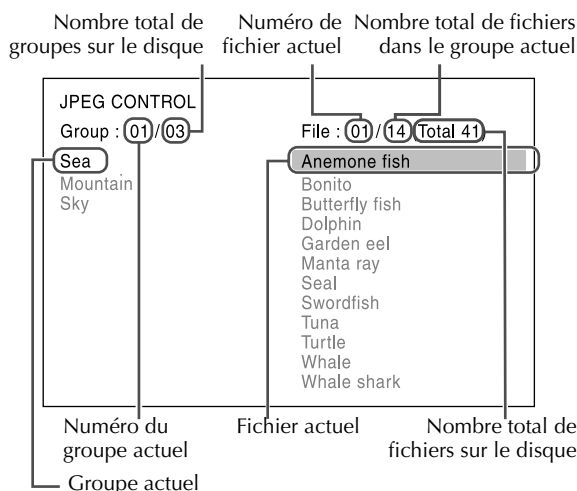 Nombre total de
groupes sur le disque
Numéro de
fichier actuel
Nombre total de fichiers
dans le groupe actuel
JPEG CONTROL
Group : 01 / 03
File : 01 / 14 Total 41
Sea
Mountain
Sky
Anemone fish
Bonito
Butterfly fish
Dolphin
Garden eel
Manta ray
Seal
Swordfish
Tuna
Turtle
Whale
Whale shark
Numéro du
groupe actuel
Fichier actuel
Nombre total de
fichiers sur le disque
Groupe actuel